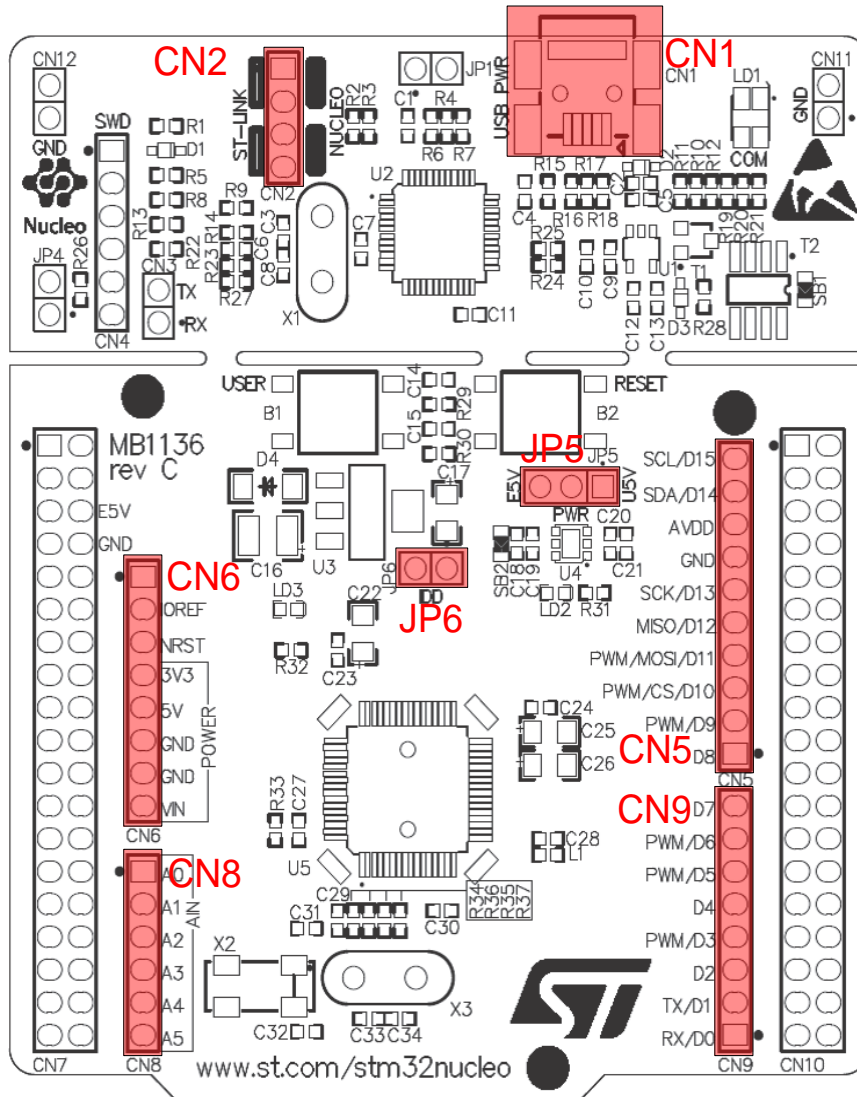 CN2
CN1
CN12
CN11
JP1
CN1
LD1
USB PWR
ST-LINK
NUCLEO
R2
R3
C1
R4
GND
GND
SWD
R1
D1
R6
R7
COM
GND
CN2
U2
R15
R17
D2
R11
R10
R12
R5
R8
R9
C2
C5
Nucleo
R13
R14
C3
C7
C4
R16
R18
R19
R20
R21
JP4
R26
R22
R23
C6
C8
R25
R24
T2
CN3
TX
RX
R27
C10
C9
U1
T1
SB1
CN4
X1
C11
C12
C13
D3
R28
USER
B1
C14
R29
C15
R30
B2
RESET
MB1136
rev C
D4
C17
JP5
JP5
E5V
U5V
SCL/D15
SDA/D14
E5V
GND
C16
U3
PWR
C20
AVDD
SB2
C18
C19
U4
C21
GND
CN6
JP6
IDD
JP6
LD3
C22
LD2
R31
SCK/D13
IOREF
MISO/D12
NRST
R32
C23
PWM/MOSI/D11
3V3
PWM/CS/D10
5V
C24
PWM/D9
POWER
GND
C25
CN5
D8
GND
C26
CN5
VIN
R33
C27
CN9
D7
CN6
C28
PWM/D6
CN8
U5
L1
PWM/D5
A0
AIN
A1
C29
R34
R36
R35
R37
D4
C31
C30
A2
X2
PWM/D3
A3
D2
A4
X3
TX/D1
A5
C32
C33
C34
RX/D0
CN7
CN8
www.st.com/stm32nucleo
CN9
CN10
ST